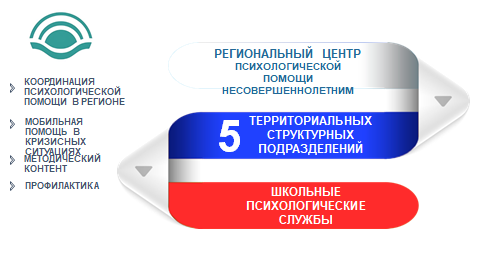 КООРДИНАЦИЯ
ПСИХОЛОГИЧЕСКОЙ
ПОМОЩИ В РЕГИОНЕ
МОБИЛЬНАЯ
ПОМОЩЬ В
КРИЗИСНЫХ
СИТУАЦИЯХ
МЕТОДИЧЕСКИЙ
КОНТЕНТ
ПРОФИЛАКТИКА
РЕГИОНАЛЬНЫЙ ЦЕНТР
ПСИХОЛОГИЧЕСКОЙ
ПОМОЩИ
НЕСОВЕРШЕННОЛЕТНИМ
5 ТЕРРИТОРИАЛЬНЫХ
СТРУКТУРНЫХ
ПОДРАЗДЕЛЕНИЙ
ШКОЛЬНЫЕ
ПСИХОЛОГИЧЕСКИЕ
СЛУЖБЫ